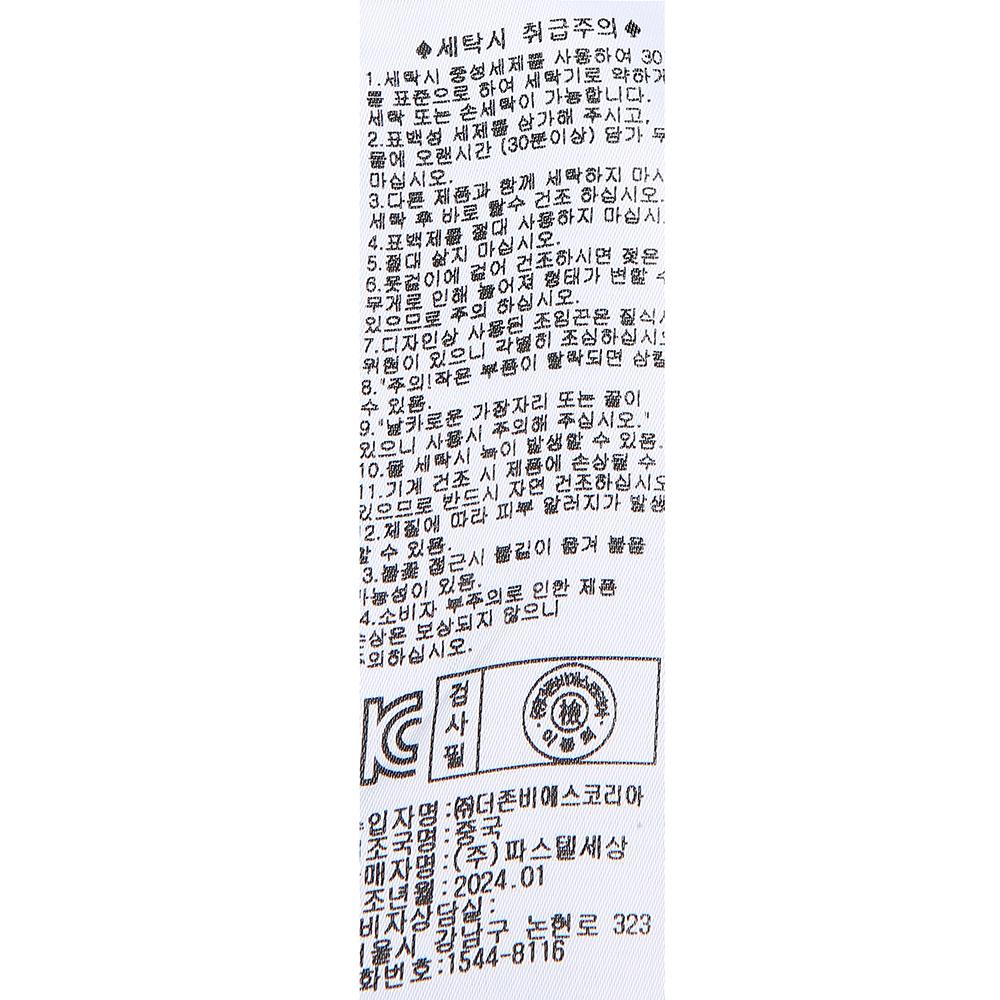 ♠세탁시 취급주의♠
1.세탁시 중성세제를 사용하여 30
를 표준으로 하여 세탁기로 약하게
세탁 또는 손세탁이 가능합니다.
2.표백성 세제를 삼가해 주시고,
물에 오랜시간 (30분이상) 담가 두
마십시오.
3.다른 제품과 함께 세탁하지 마시
세탁 후 바로 탈수 건조 하십시오.
4.표백제를 절대 사용하지 마십시
5.절대 삶지 마십시오.
6.옷걸이에 걸어 건조하시면 젖은
무게로 인해 늘어져 형태가 변할 수
있으므로 주의 하십시오.
7.디자인상 사용된 조임끈은 질식사
위험이 있으니 각별히 조심하십시오
8."주의!작은 부품이 탈락되면 삼킬
수 있음.
9."날카로운 가장자리 또는 끝이
있으니 사용시 주의해 주십시오."
10.물 세탁시 녹이 발생할 수 있음.
11.기계 건조 시 제품에 손상될 수
있으므로 반드시 자연 건조하십시오
2.제질에 따라 피부 알러지가 발생
할 수 있음.
3.불꽃 접근시 불길이 옮겨 붙을
가능성이 있음.
4.소비자 부주의로 인한 제품
손상은 보상되지 않으니
의하십시오.
KC
검사필
檢
입자명:㈜더존비에스코리아
조국명:중국
매자명:(주)파스텔세상
조년월:2024.01
비자상담실:
울시 강남구 논현로 323
화번호:1544-8116